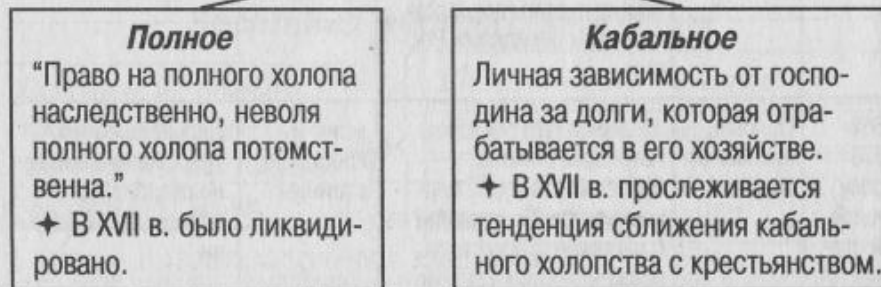 Полное
“Право на полного холопа
наследственно, неволя
полного холопа потомст-
венна.”
✦ В XVII в. было ликвиди-
ровано.
Кабальное
Личная зависимость от госпо-
дина за долги, которая отра-
батывается в его хозяйстве.
✦ В XVII в. прослеживается
тенденция сближения кабаль-
ного холопства с крестьянством.